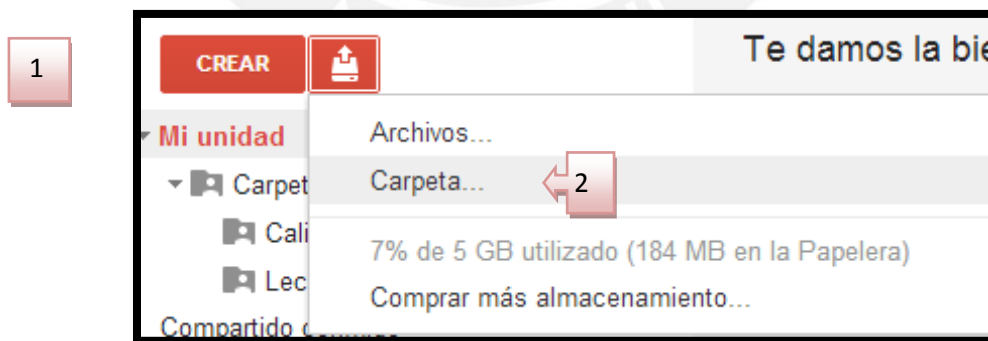 1
CREAR
Te damos la bie
Mi unidad
Archivos...
Carpet
Carpeta...
2
Cali
7% de 5 GB utilizado (184 MB en la Papelera)
Lec
Comprar más almacenamiento...
Compartido